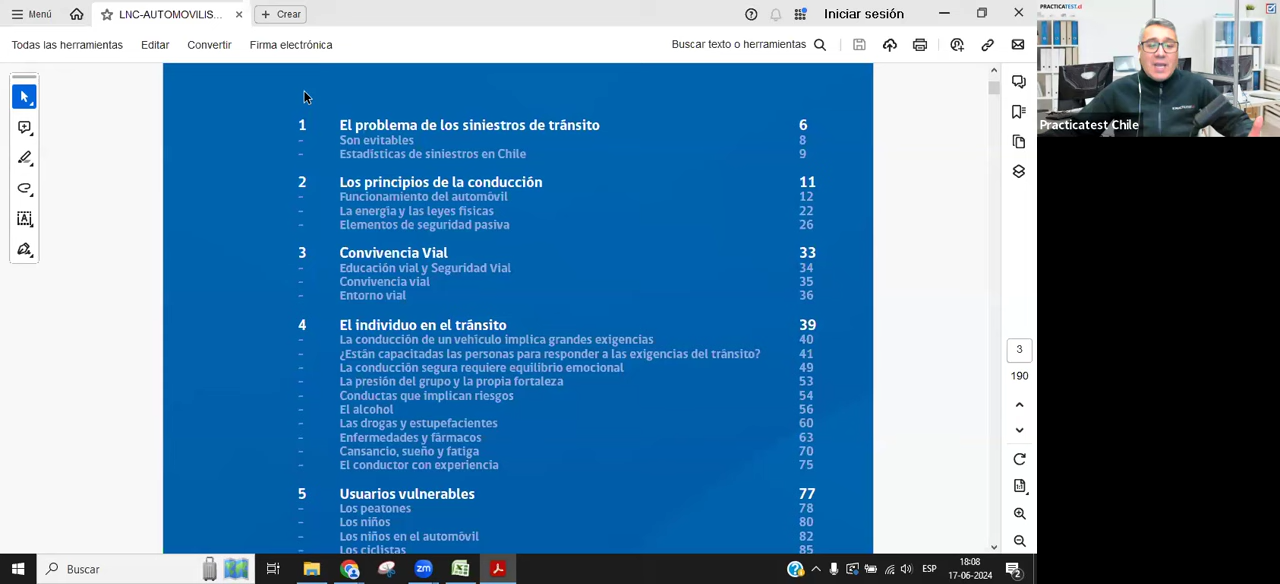 Menú
LNC-AUTOMOVILIS...
Crear
Iniciar sesión
Todas las herramientas
Editar
Convertir
Firma electrónica
Buscar texto o herramientas
PRACTICATEST.cl
Practicatest Chile
1 El problema de los siniestros de tránsito 6
- Son evitables 8
- Estadísticas de siniestros en Chile 9
2 Los principios de la conducción 11
- Funcionamiento del automóvil 12
- La energía y las leyes físicas 22
- Elementos de seguridad pasiva 26
3 Convivencia Vial 33
- Educación vial y Seguridad Vial 34
- Convivencia vial 35
- Entorno vial 36
4 El individuo en el tránsito 39
- La conducción de un vehículo implica grandes exigencias 40
- ¿Están capacitadas las personas para responder a las exigencias del tránsito? 41
- La conducción segura requiere equilibrio emocional 49
- La presión del grupo y la propia fortaleza 53
- Conductas que implican riesgos 54
- El alcohol 56
- Las drogas y estupefacientes 60
- Enfermedades y fármacos 63
- Cansancio, sueño y fatiga 70
- El conductor con experiencia 75
5 Usuarios vulnerables 77
- Los peatones 78
- Los niños 80
- Los niños en el automóvil 82
- Los ciclistas 85
3
190
Buscar
zm
ESP
18:08
17-06-2024
2